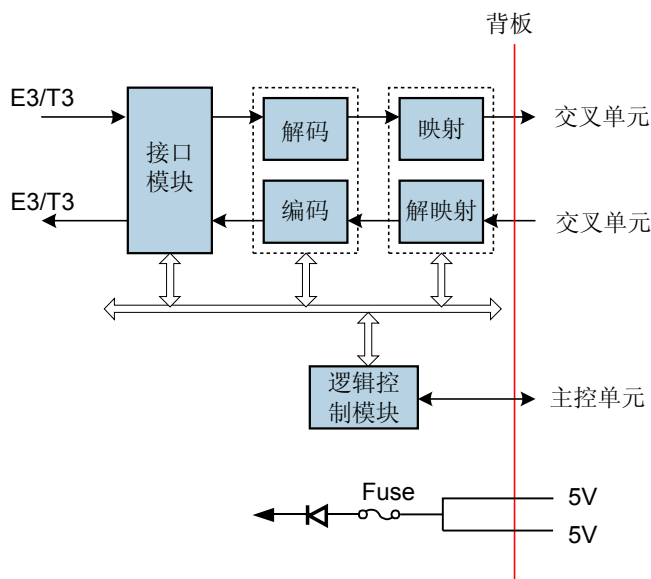 背板
E3/T3
接口
模块
解码
映射
交叉单元
E3/T3
编码
解映射
交叉单元
逻辑控
制模块
主控单元
Fuse
5V
5V